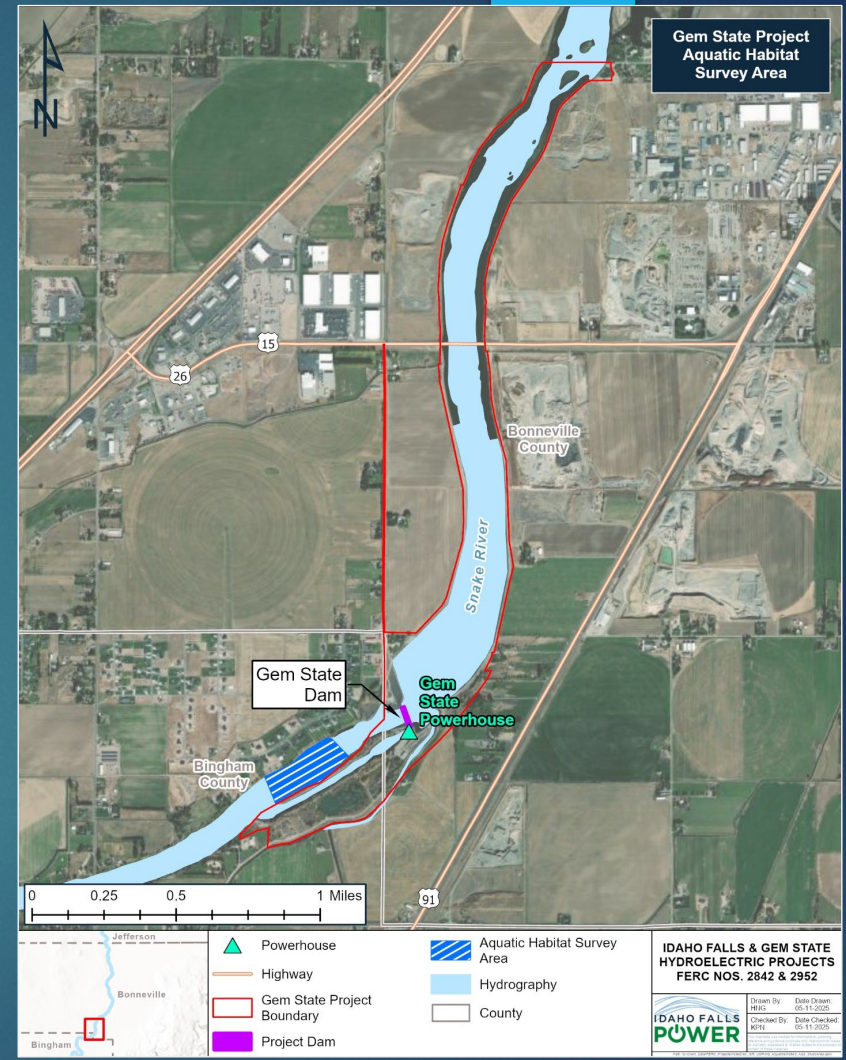 Gem State Project
Aquatic Habitat
Survey Area
N
15
26
Bonneville
County
Snake River
Gem State
Dam
Gem
State
Powerhouse
Bingham
County
0 0.25 0.5 1 Miles
91
Jefferson
Bonneville
Bingham
Powerhouse
Highway
Gem State Project
Boundary
Project Dam
Aquatic Habitat Survey
Area
Hydrography
County
IDAHO FALLS & GEM STATE
HYDROELECTRIC PROJECTS
FERC NOS. 2842 & 2952
IDAHO FALLS
POWER
Drawn By: Date Drawn:
HNG 05-11-2025
Checked By: Date Checked:
KPN 05-11-2025